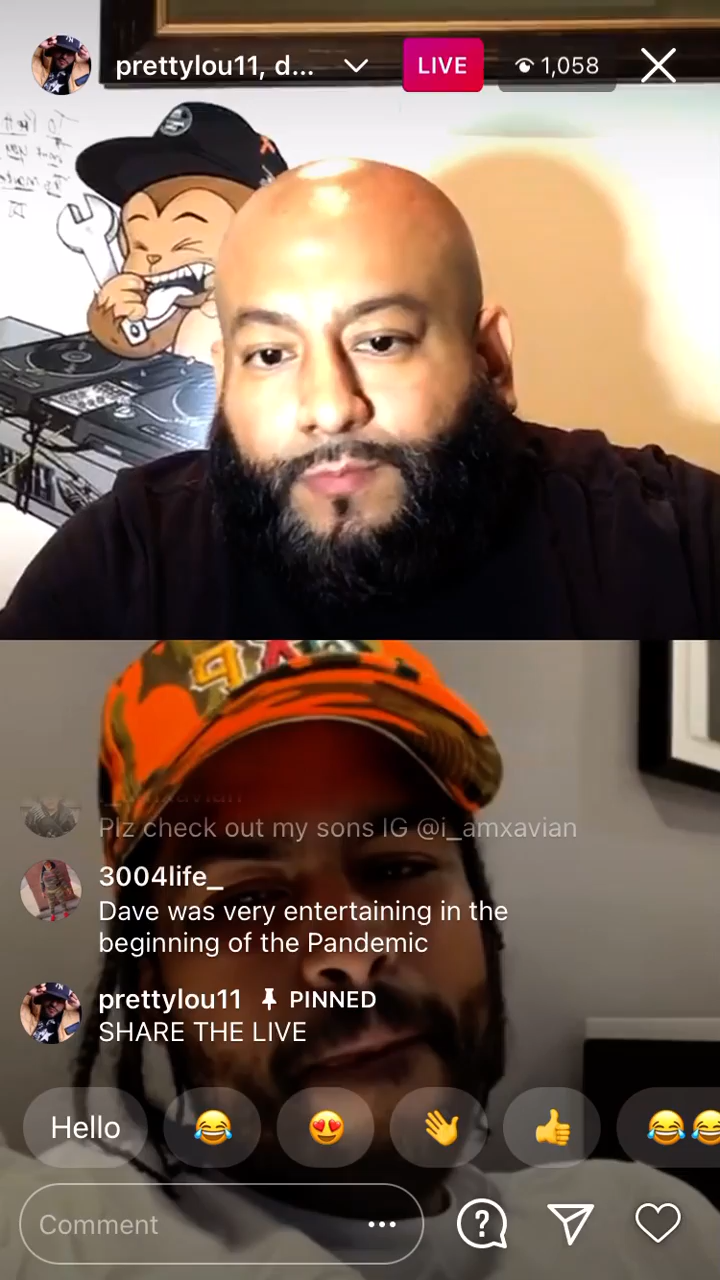 prettylou11, d...
LIVE
1,058
Plz check out my sons IG @i_amxavian
3004life_
Dave was very entertaining in the
beginning of the Pandemic
prettylou11 PINNED
SHARE THE LIVE
Hello
Comment